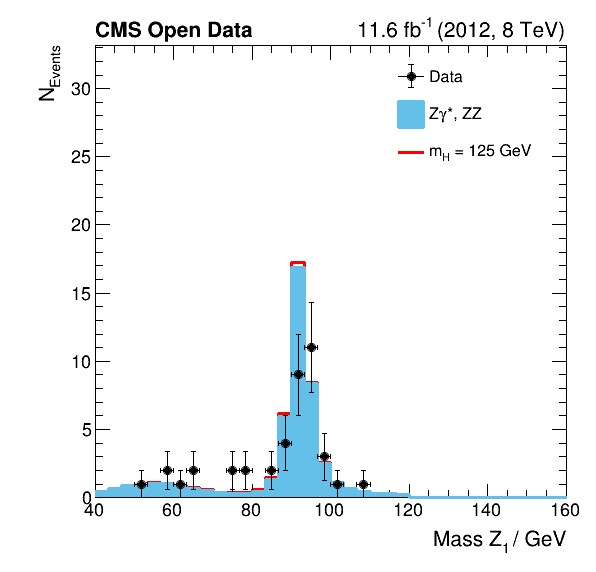 CMS Open Data 11.6 fb⁻¹ (2012, 8 TeV)
N_Events
Data
Zγ*, ZZ
m_H = 125 GeV
30
25
20
15
10
5
0
40 60 80 100 120 140 160
Mass Z₁ / GeV